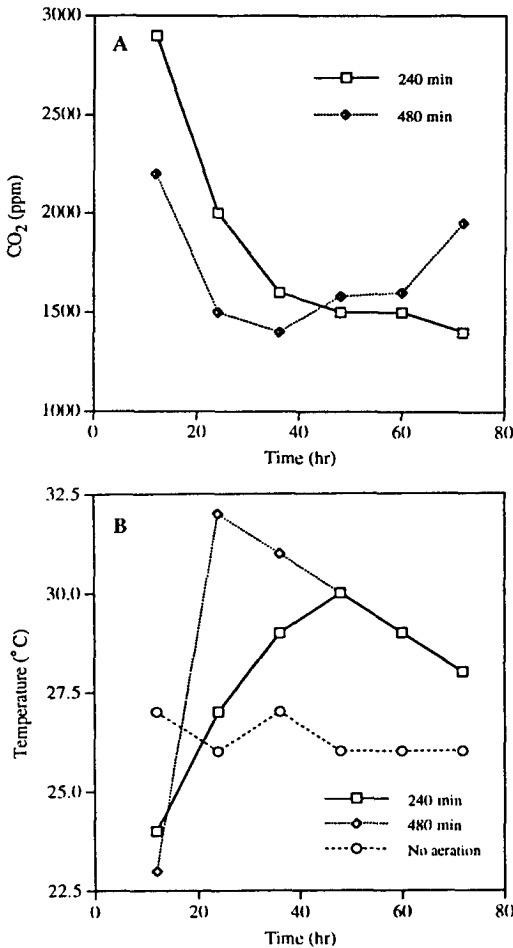 3000
A
240 min
480 min
2500
2000
1500
1000
CO2 (ppm)
0 20 40 60 80
Time (hr)
32.5
B
30.0
27.5
25.0
22.5
Temperature (°C)
240 min
480 min
No aeration
0 20 40 60 80
Time (hr)